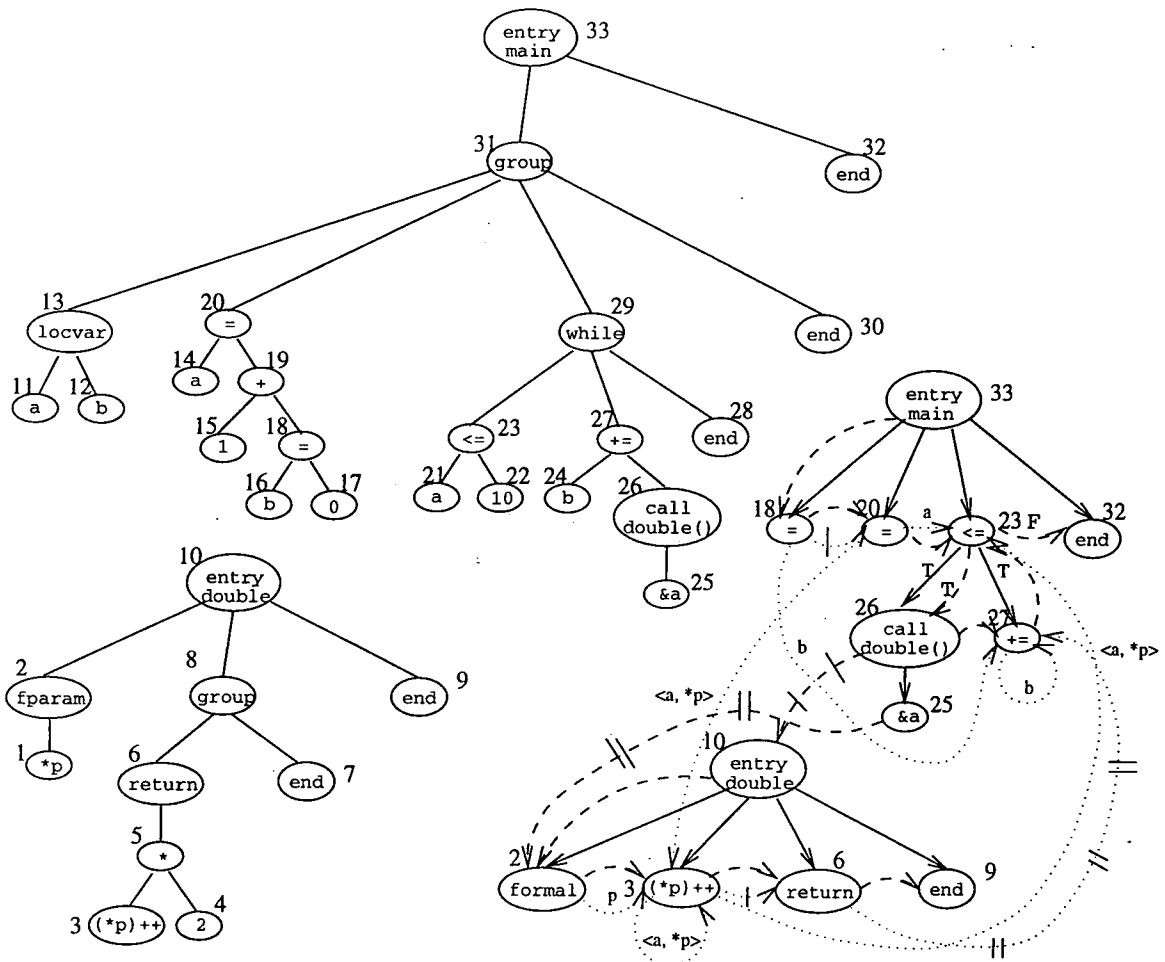 entry
main
33
31
group
32
end
13
locvar
11
a
12
b
20
=
14
a
19
+
15
1
18
=
16
b
17
0
29
while
23
<=
21
a
22
10
27
+=
24
b
26
call
double()
25
&a
28
end
30
end
10
entry
double
2
fparam
1
*p
8
group
6
return
5
*
3
(*p)++
4
2
7
end
9
end
entry
main
33
18
=
20
=
a
<=
23
F
32
end
T
T
T
26
call
double()
27
+=
b
b
<a, *p>
<a, *p>
25
&a
10
entry
double
2
formal
p
3
(*p)++
6
return
9
end
<a, *p>